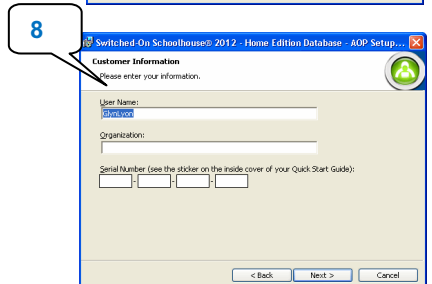 8
Switched-On Schoolhouse® 2012 - Home Edition Database - AOP Setup...
Customer Information
Please enter your information.
User Name:
GlynLyon
Organization:
Serial Number (see the sticker on the inside cover of your Quick Start Guide):
- - -
< Back Next > Cancel